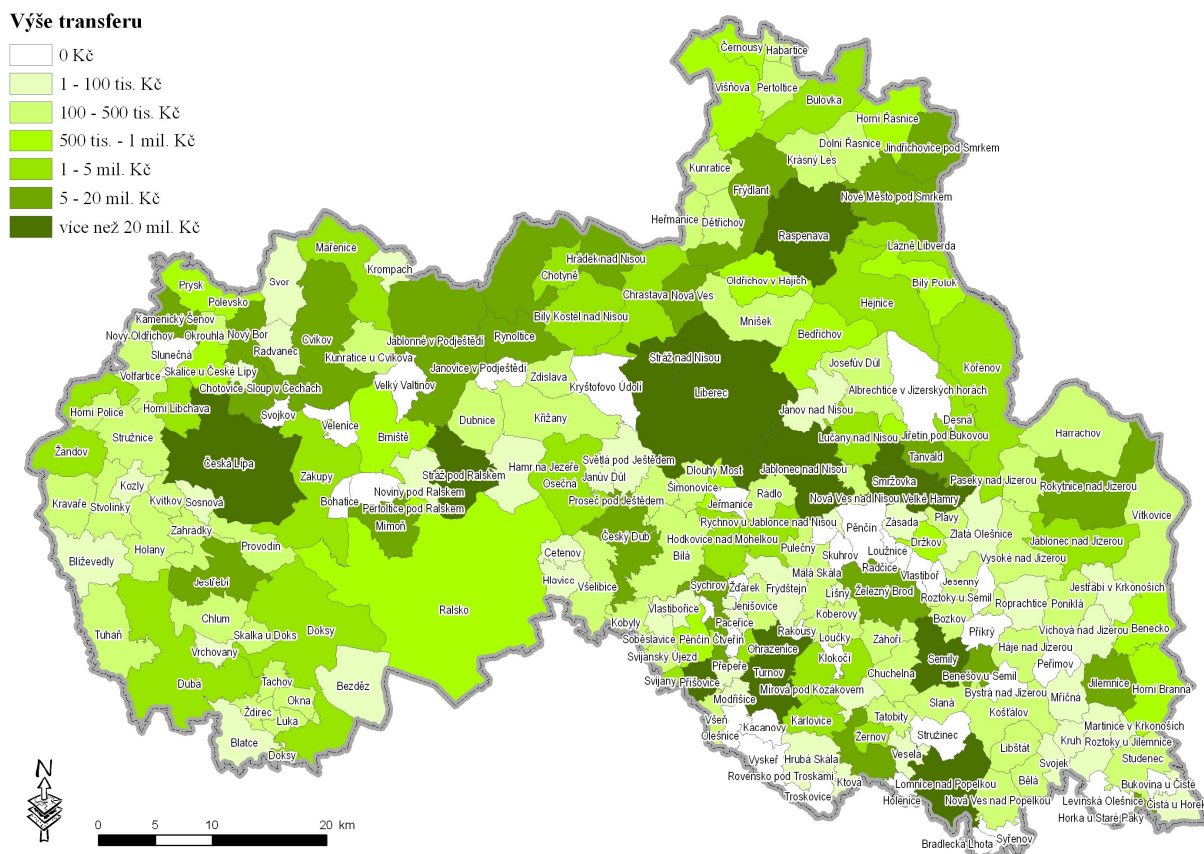 Výše transferu
0 Kč
1 - 100 tis. Kč
100 - 500 tis. Kč
500 tis. - 1 mil. Kč
1 - 5 mil. Kč
5 - 20 mil. Kč
více než 20 mil. Kč
Černousy
Habartice
Višňová
Pertoltice
Bulovka
Horní Řasnice
Dolní Řasnice
Jindřichovice pod Smrkem
Krásný Les
Kunratice
Frýdlant
Nové Město pod Smrkem
Heřmanice
Dětřichov
Raspenava
Lázně Libverda
Mařenice
Hrádek nad Nisou
Krompach
Chotyně
Oldřichov v Hájích
Bílý Potok
Svor
Prysk
Polevsko
Chrastava
Nová Ves
Hejnice
Kamenický Šenov
Bílý Kostel nad Nisou
Mníšek
Nový Oldřichov
Okrouhlá
Nový Bor
Cvikov
Jablonné v Podještědí
Rynoltice
Bedřichov
Slunečná
Radvanec
Kunratice u Cvikova
Janovice v Podještědí
Stráž nad Nisou
Josefův Důl
Kořenov
Volfartice
Skalice u České Lípy
Chotovice
Sloup v Čechách
Velký Valtinov
Zdislava
Kryštofovo Údolí
Liberec
Albrechtice v Jizerských horách
Horní Police
Horní Libchava
Svojkov
Velenice
Dubnice
Křižany
Janov nad Nisou
Desná
Stružnice
Brniště
Lučany nad Nisou
Jiřetín pod Bukovou
Harrachov
Žandov
Česká Lípa
Zákupy
Stráž pod Ralskem
Hamr na Jezeře
Světlá pod Ještědem
Dlouhý Most
Jablonec nad Nisou
Tanvald
Janův Důl
Osečná
Smržovka
Paseky nad Jizerou
Rokytnice nad Jizerou
Kozly
Noviny pod Ralskem
Šimonovice
Rádlo
Kravaře
Stvolínky
Kvítkov
Sosnová
Bohatice
Pertoltice pod Ralskem
Proseč pod Ještědem
Jeřmanice
Nová Ves nad Nisou
Velké Hamry
Vítkovice
Zahrádky
Mimoň
Rychnov u Jablonce nad Nisou
Pěnčín
Zásada
Plavy
Zlatá Olešnice
Jablonec nad Jizerou
Holany
Provodín
Český Dub
Hodkovice nad Mohelkou
Držkov
Blíževedly
Cetenov
Bílá
Pulečný
Skuhrov
Loužnice
Vysoké nad Jizerou
Jestřebí
Hlavice
Všelibice
Sychrov
Žďárek
Frýdštejn
Malá Skála
Radčice
Vlastiboř
Jesenný
Jestřabí v Krkonoších
Líšný
Železný Brod
Roztoky u Semil
Chlum
Ralsko
Kobyly
Vlastibořice
Jenišovice
Koberovy
Bozkov
Roprachtice
Poniklá
Tuhaň
Skalka u Doks
Doksy
Soběslavice
Pěnčín
Paceřice
Čtveřín
Rakousy
Loučky
Záhoří
Příkrý
Víchová nad Jizerou
Benecko
Vrchovany
Svijanský Újezd
Ohrazenice
Klokočí
Semily
Háje nad Jizerou
Dubá
Tachov
Bezděz
Svijany
Příšovice
Přepeře
Turnov
Chuchelna
Benešov u Semil
Peřimov
Jilemnice
Horní Branná
Okna
Modřišice
Mírová pod Kozákovem
Bystrá nad Jizerou
Mříčná
Ždírec
Luka
Všeň
Slaná
Košťálov
Blatce
Olešnice
Kacanovy
Karlovice
Tatobity
Stružinec
Martinice v Krkonoších
Doksy
Žernov
Kruh
Roztoky u Jilemnice
Vyskeř
Hrubá Skála
Veselá
Libštát
Svojek
Studenec
Rovensko pod Troskami
Ktová
Lomnice nad Popelkou
Bělá
Bukovina u Čisté
Troskovice
Holenice
Nová Ves nad Popelkou
Levínská Olešnice
Čistá u Horek
Horka u Staré Paky
Bradlecká Lhota
Syřenov
N
0 5 10 20 km